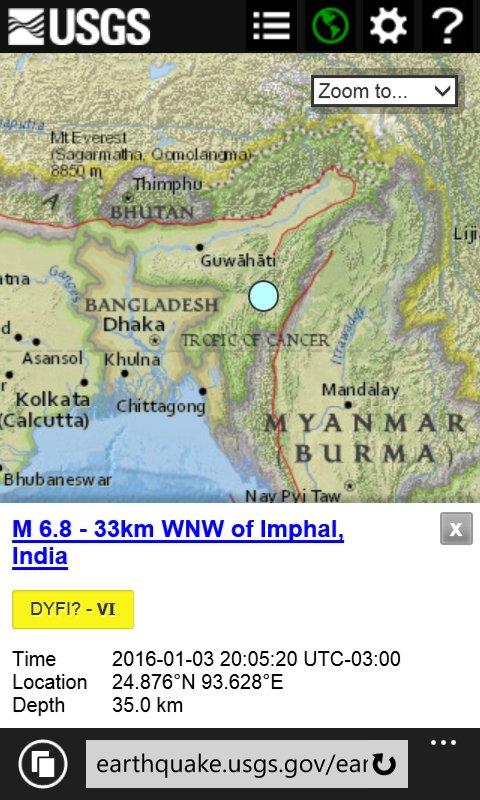 USGS
?
Zoom to...
Mt Everest
(Sagarmatha, Qomolangma)
8850 m
Thimphu
BHUTAN
Guwāhāti
Ganges
BANGLADESH
Dhaka
TROPIC OF CANCER
Irrawaddy
Asansol
Khulna
Kolkata
(Calcutta)
Chittagong
Mandalay
MYANMAR
(BURMA)
Bhubaneswar
Nay Pyi Taw
M 6.8 - 33km WNW of Imphal,
India
x
DYFI? - VI
Time 2016-01-03 20:05:20 UTC-03:00
Location 24.876°N 93.628°E
Depth 35.0 km
earthquake.usgs.gov/ear